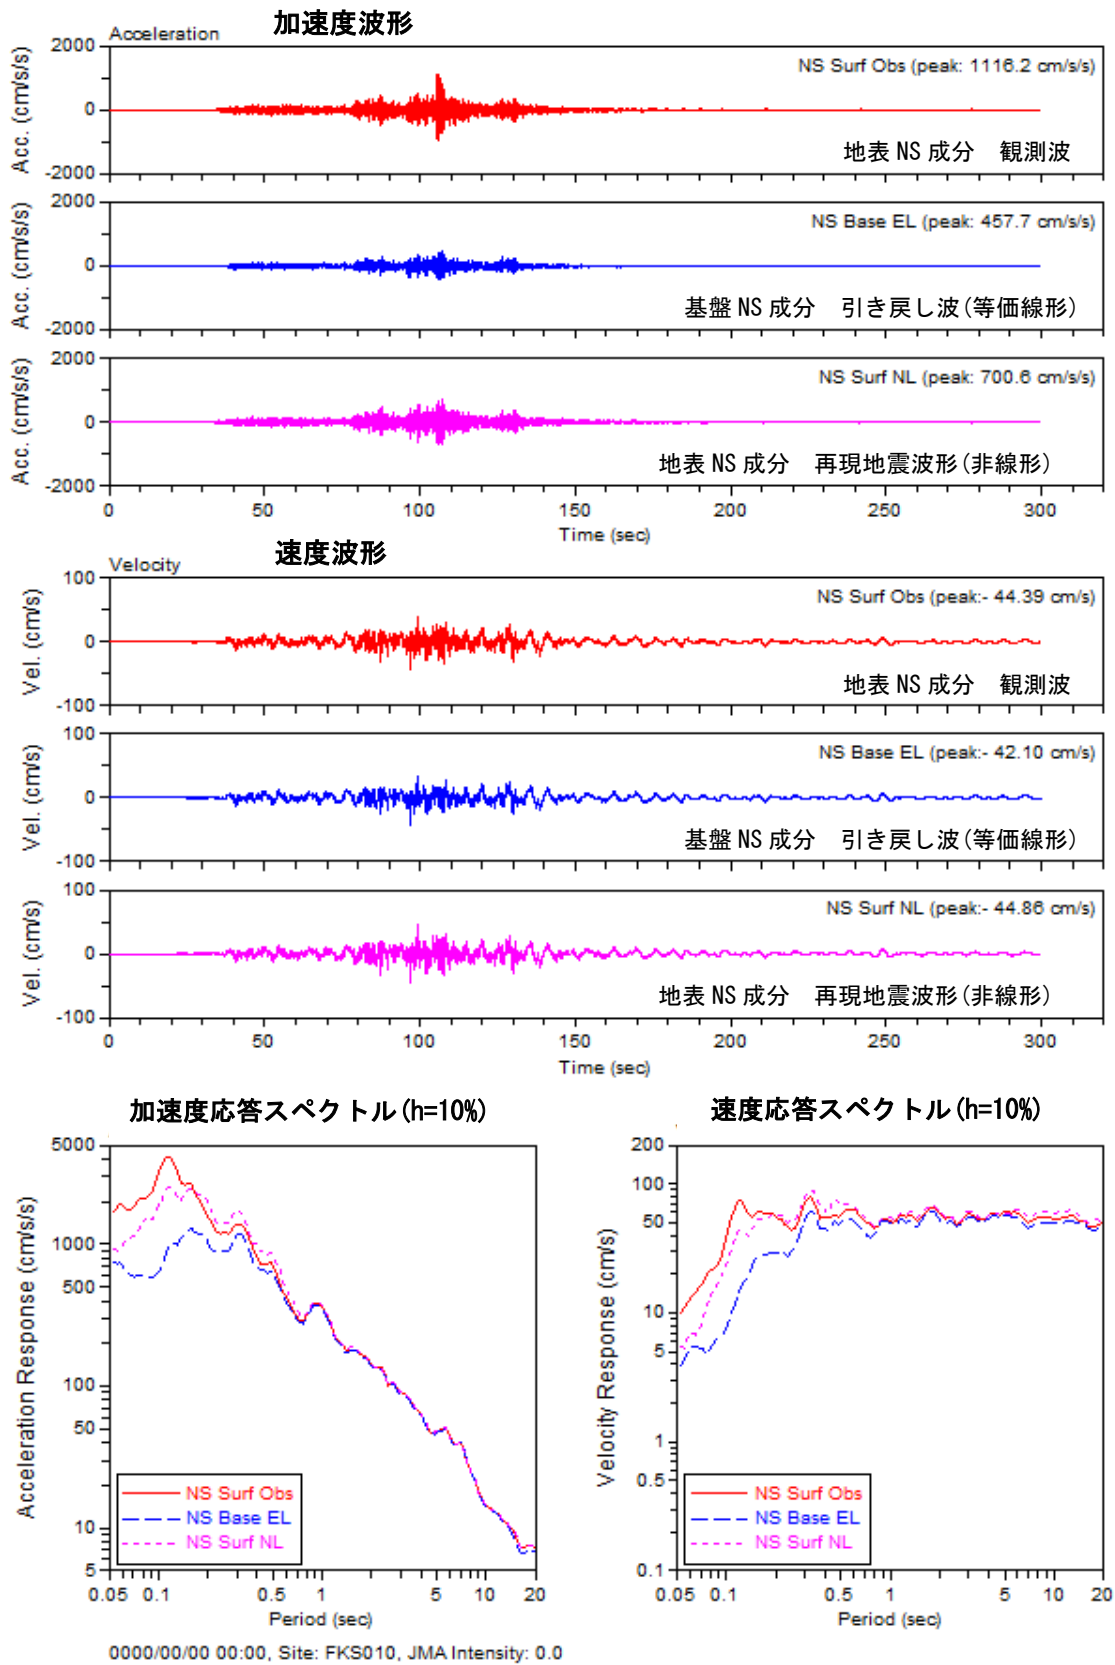 加速度波形
Acceleration
2000
0
-2000
Acc. (cm/s/s)
NS Surf Obs (peak: 1116.2 cm/s/s)
地表 NS 成分　観測波
2000
0
-2000
Acc. (cm/s/s)
NS Base EL (peak: 457.7 cm/s/s)
基盤 NS 成分　引き戻し波(等価線形)
2000
0
-2000
Acc. (cm/s/s)
NS Surf NL (peak: 700.6 cm/s/s)
地表 NS 成分　再現地震波形(非線形)
0 50 100 150 200 250 300
Time (sec)
速度波形
Velocity
100
0
-100
Vel. (cm/s)
NS Surf Obs (peak:- 44.39 cm/s)
地表 NS 成分　観測波
100
0
-100
Vel. (cm/s)
NS Base EL (peak:- 42.10 cm/s)
基盤 NS 成分　引き戻し波(等価線形)
100
0
-100
Vel. (cm/s)
NS Surf NL (peak:- 44.86 cm/s)
地表 NS 成分　再現地震波形(非線形)
0 50 100 150 200 250 300
Time (sec)
加速度応答スペクトル(h=10%)
5000
1000
500
100
50
10
5
Acceleration Response (cm/s/s)
NS Surf Obs
NS Base EL
NS Surf NL
0.05 0.1 0.5 1 5 10 20
Period (sec)
速度応答スペクトル(h=10%)
200
100
50
10
5
1
0.5
0.1
Velocity Response (cm/s)
NS Surf Obs
NS Base EL
NS Surf NL
0.05 0.1 0.5 1 5 10 20
Period (sec)
0000/00/00 00:00, Site: FKS010, JMA Intensity: 0.0